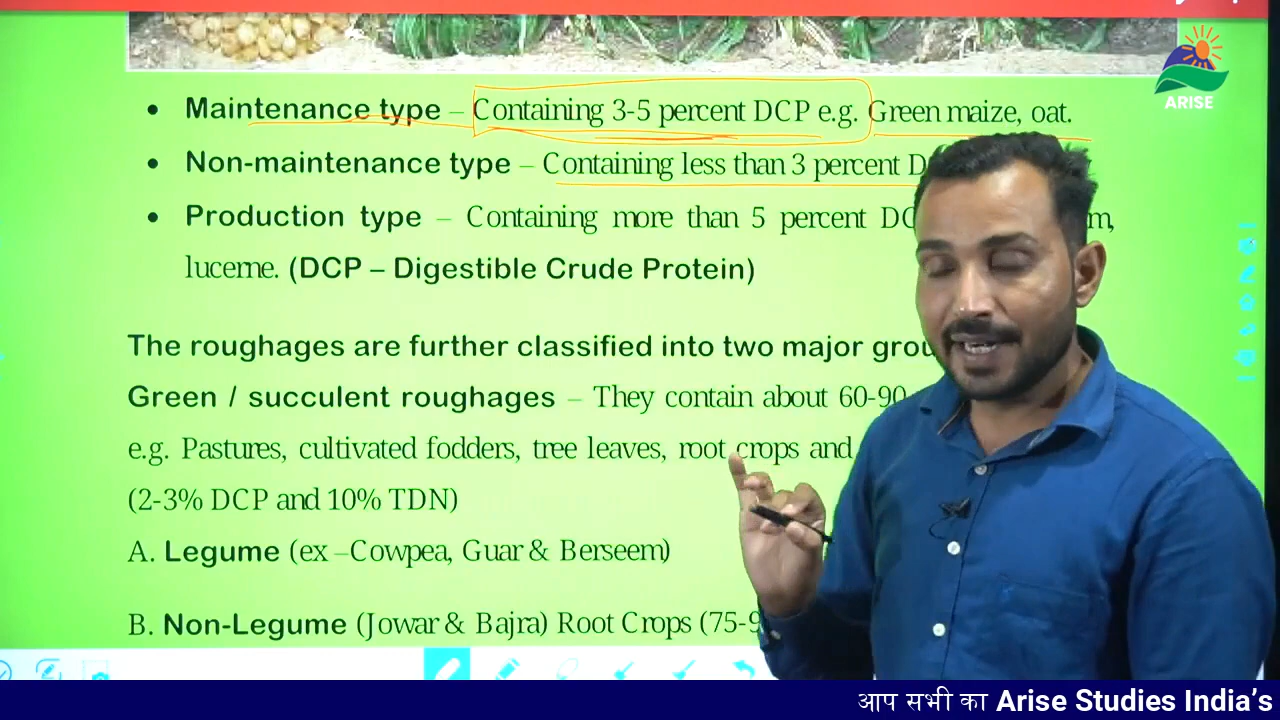 ARISE
• Maintenance type – Containing 3-5 percent DCP e.g. Green maize, oat.
• Non-maintenance type – Containing less than 3 percent
• Production type – Containing more than 5 percent
lucerne. (DCP – Digestible Crude Protein)
The roughages are further classified into two major
Green / succulent roughages – They contain about 60-90
e.g. Pastures, cultivated fodders, tree leaves, root crops and
(2-3% DCP and 10% TDN)
A. Legume (ex –Cowpea, Guar & Berseem)
B. Non-Legume (Jowar & Bajra) Root Crops
आप सभी का Arise Studies India’s